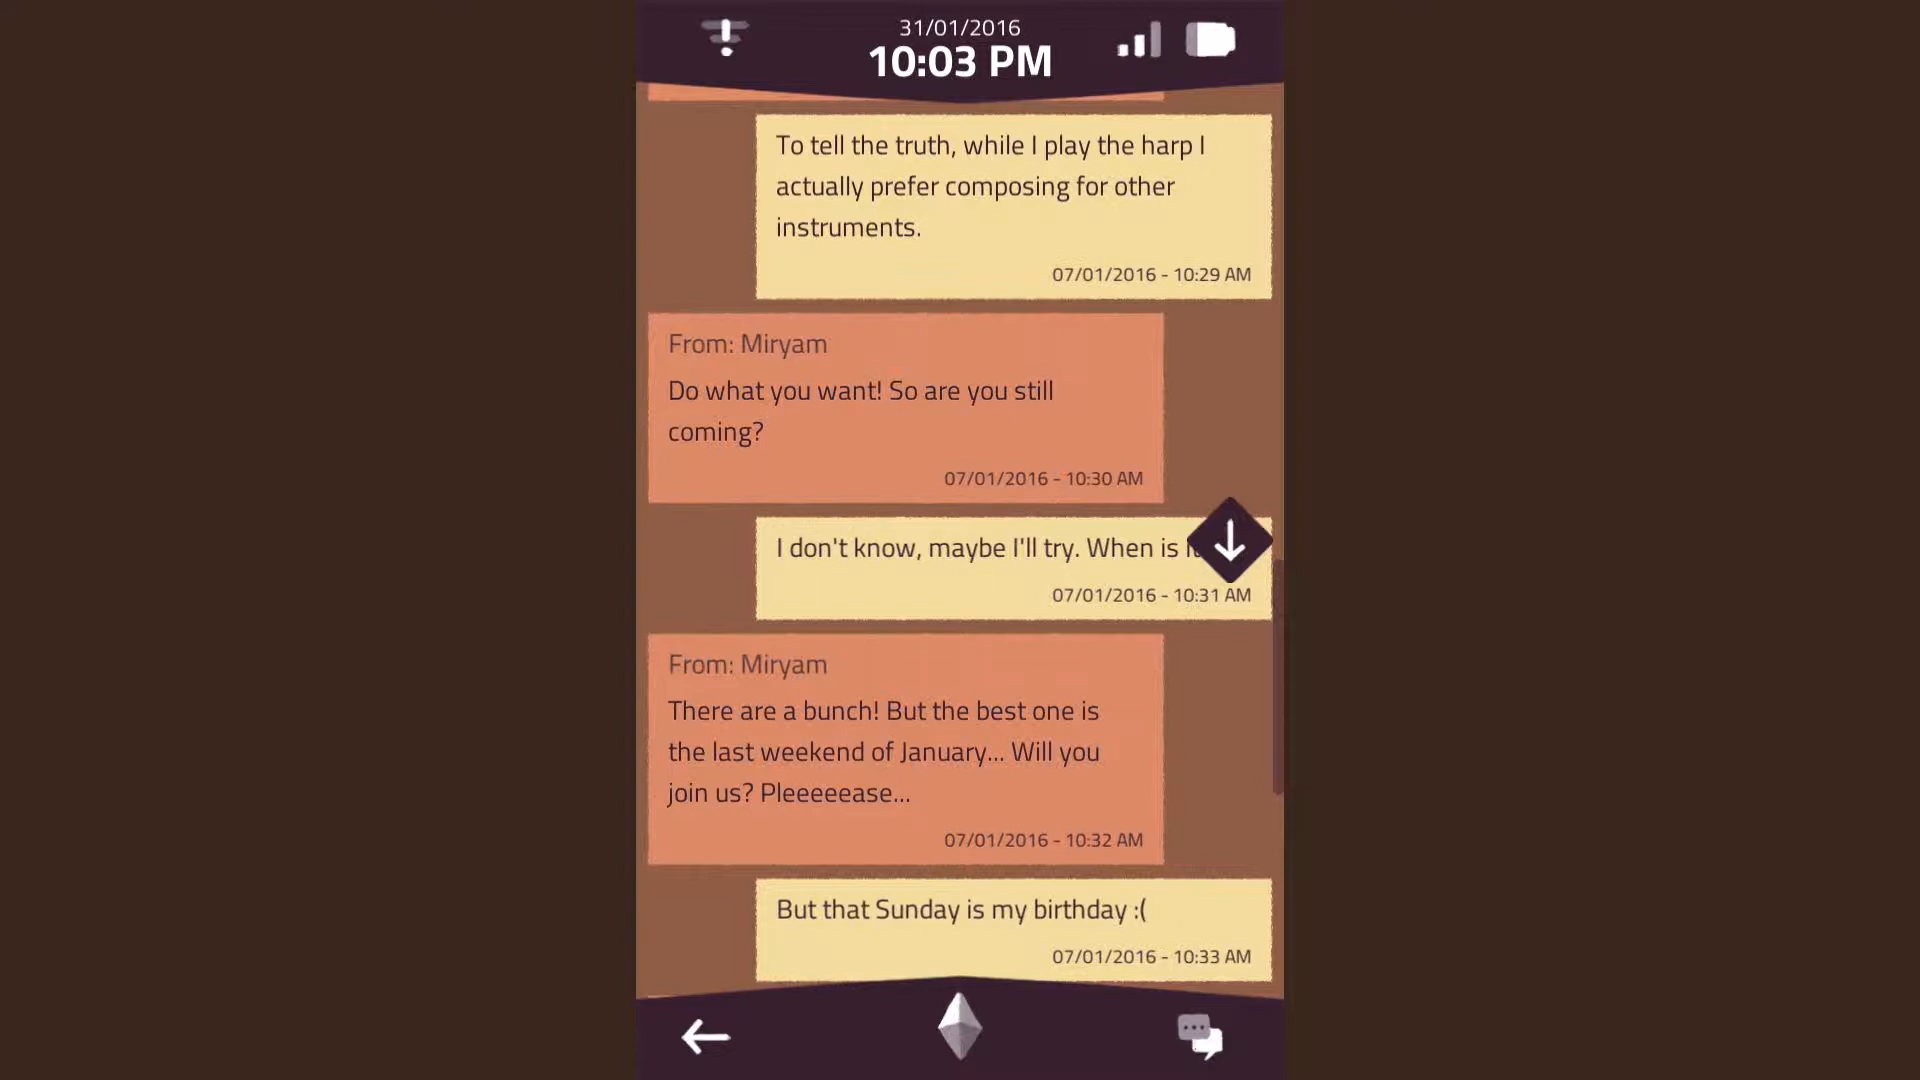 31/01/2016
10:03 PM
To tell the truth, while I play the harp I
actually prefer composing for other
instruments.
07/01/2016 - 10:29 AM
From: Miryam
Do what you want! So are you still
coming?
07/01/2016 - 10:30 AM
I don't know, maybe I'll try. When is
07/01/2016 - 10:31 AM
From: Miryam
There are a bunch! But the best one is
the last weekend of January... Will you
join us? Pleeeeease...
07/01/2016 - 10:32 AM
But that Sunday is my birthday :(
07/01/2016 - 10:33 AM